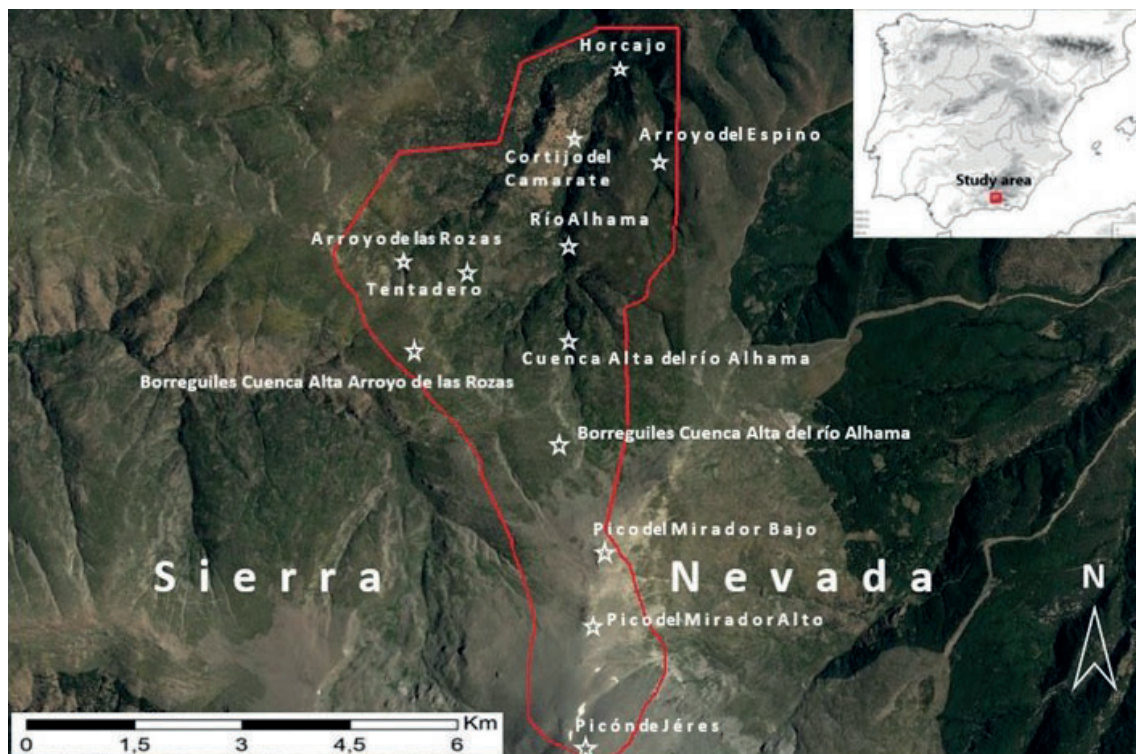 Horcajo
Arroyo del Espino
Cortijo del
Camarate
Study area
Río Alhama
Arroyo de las Rozas
Tentadero
Cuenca Alta del río Alhama
Borreguiles Cuenca Alta Arroyo de las Rozas
Borreguiles Cuenca Alta del río Alhama
Pico del Mirador Bajo
Sierra Nevada
N
Pico del Mirador Alto
Picón de Jéres
Km
0 1,5 3 4,5 6